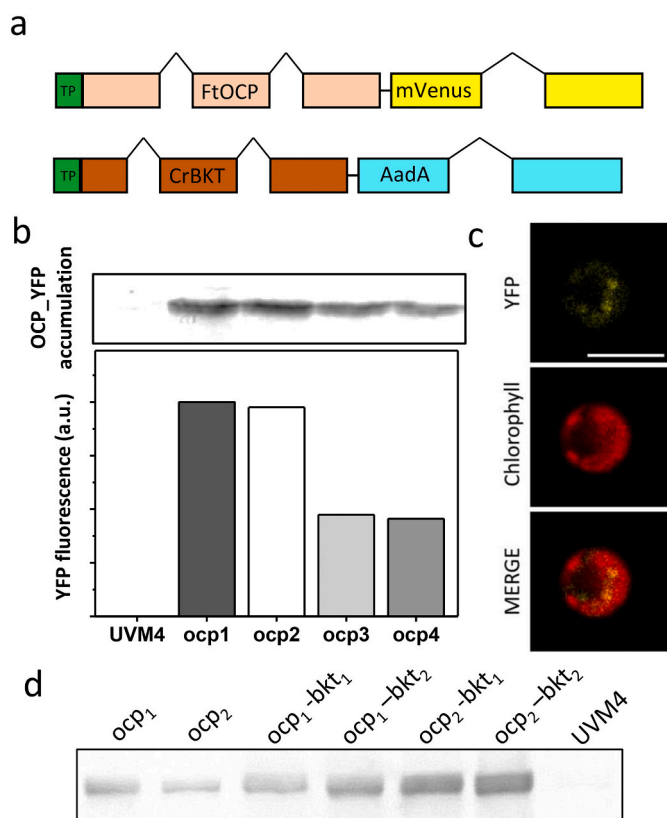 a
TP FtOCP mVenus
TP CrBKT AadA
b
c
OCP_YFP
accumulation
YFP fluorescence (a.u.)
UVM4 ocp1 ocp2 ocp3 ocp4
YFP
Chlorophyll
MERGE
d
ocp₁ ocp₂ ocp₁-bkt₁ ocp₁–bkt₂ ocp₂-bkt₁ ocp₂–bkt₂ UVM4